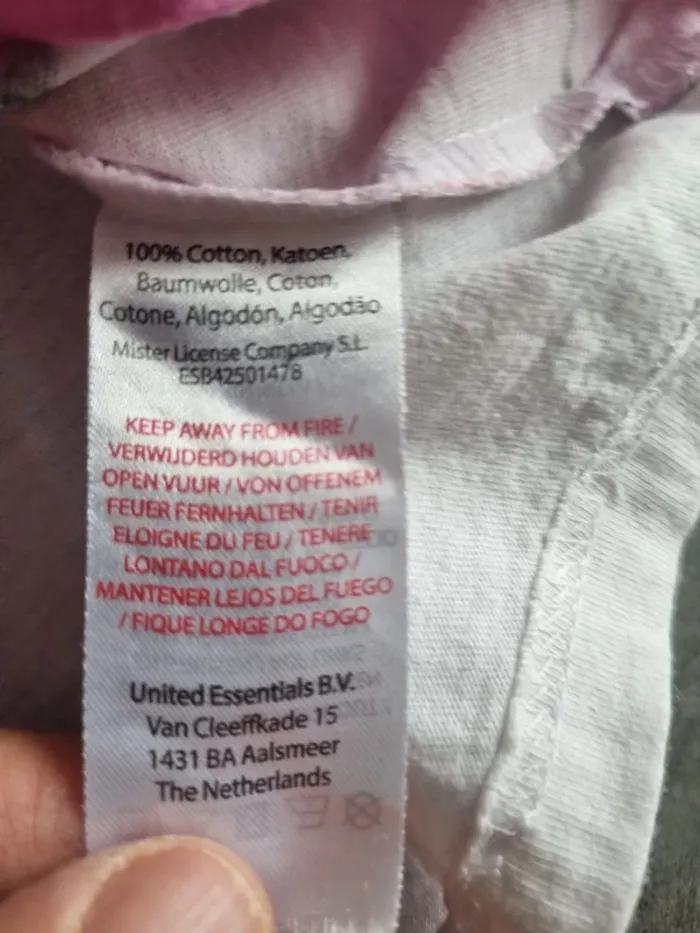 100% Cotton, Katoen,
Baumwolle, Coton,
Cotone, Algodón, Algodão
Mister License Company S.L.
ESB42501478
KEEP AWAY FROM FIRE /
VERWIJDERD HOUDEN VAN
OPEN VUUR / VON OFFENEM
FEUER FERNHALTEN / TENIR
ELOIGNE DU FEU / TENERE
LONTANO DAL FUOCO /
MANTENER LEJOS DEL FUEGO
/ FIQUE LONGE DO FOGO
United Essentials B.V.
Van Cleeffkade 15
1431 BA Aalsmeer
The Netherlands